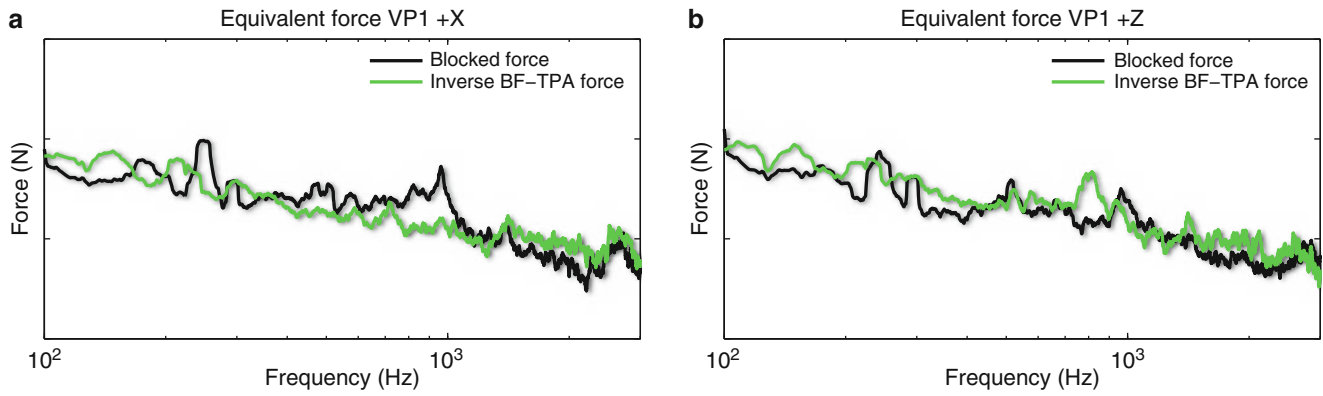 a
Equivalent force VP1 +X
Blocked force
Inverse BF−TPA force
Force (N)
10²
10³
Frequency (Hz)
b
Equivalent force VP1 +Z
Blocked force
Inverse BF−TPA force
Force (N)
10²
10³
Frequency (Hz)